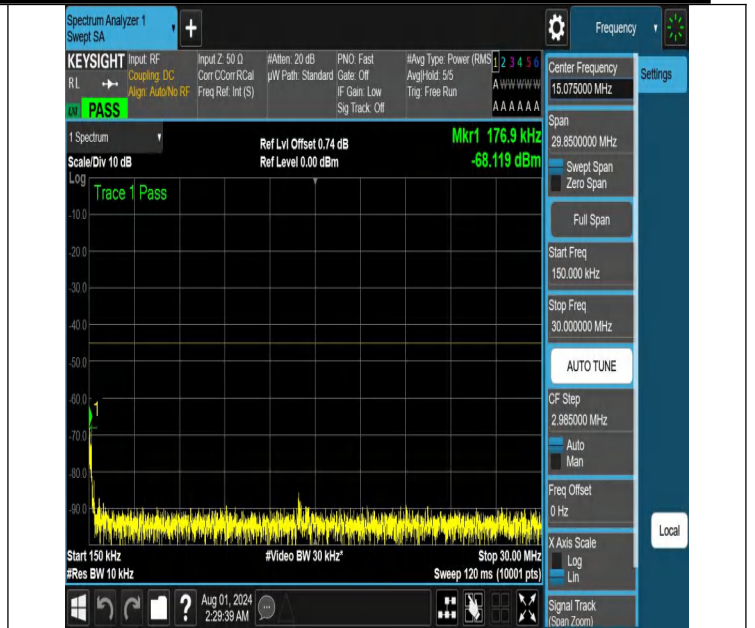 Spectrum Analyzer 1
Swept SA
+
Frequency
KEYSIGHT
RL
PASS
Input: RF
Coupling: DC
Align: Auto/No RF
Input Z: 50 Ω
Corr CCorr RCal
Freq Ref: Int (S)
#Atten: 20 dB
µW Path: Standard
PNO: Fast
Gate: Off
IF Gain: Low
Sig Track: Off
#Avg Type: Power (RMS
Avg|Hold: 5/5
Trig: Free Run
1 2 3 4 5 6
A W W W W W
A A A A A A
1 Spectrum
Scale/Div 10 dB
Ref Lvl Offset 0.74 dB
Ref Level 0.00 dBm
Mkr1 176.9 kHz
-68.119 dBm
Log
Trace 1 Pass
-10.0
-20.0
-30.0
-40.0
-50.0
-60.0
1
-70.0
-80.0
-90.0
Start 150 kHz
#Res BW 10 kHz
#Video BW 30 kHz*
Stop 30.00 MHz
Sweep 120 ms (10001 pts)
Center Frequency
15.075000 MHz
Span
29.8500000 MHz
Swept Span
Zero Span
Full Span
Start Freq
150.000 kHz
Stop Freq
30.000000 MHz
AUTO TUNE
CF Step
2.985000 MHz
Auto
Man
Freq Offset
0 Hz
X Axis Scale
Log
Lin
Signal Track
(Span Zoom)
Settings
Local
?
Aug 01, 2024
2:29:39 AM